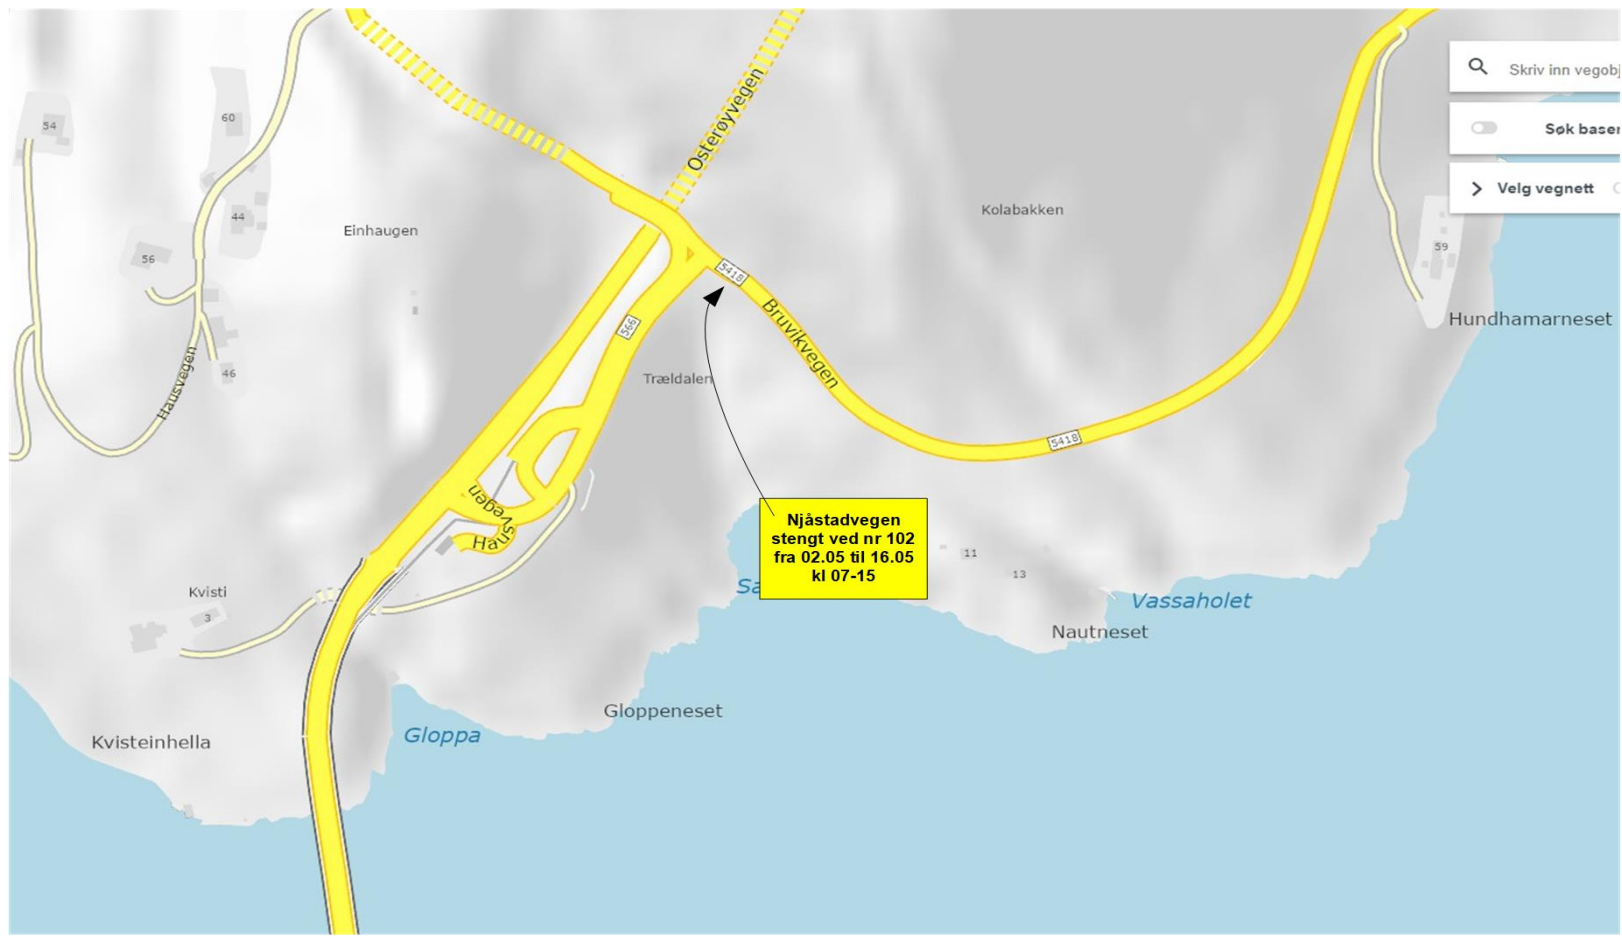 Skriv inn vegobj
Søk baser
Velg vegnett
Osterøyvegen
54
60
44
Einhaugen
56
46
Hausvegen
Kolabakken
59
Hundhamarneset
5418
Bruvikvegen
566
Trældalen
5418
Hausvegen
Njåstadvegen
stengt ved nr 102
fra 02.05 til 16.05
kl 07-15
Sa
11
13
Vassaholet
Nautneset
Kvisti
3
Gloppeneset
Gloppa
Kvisteinhella